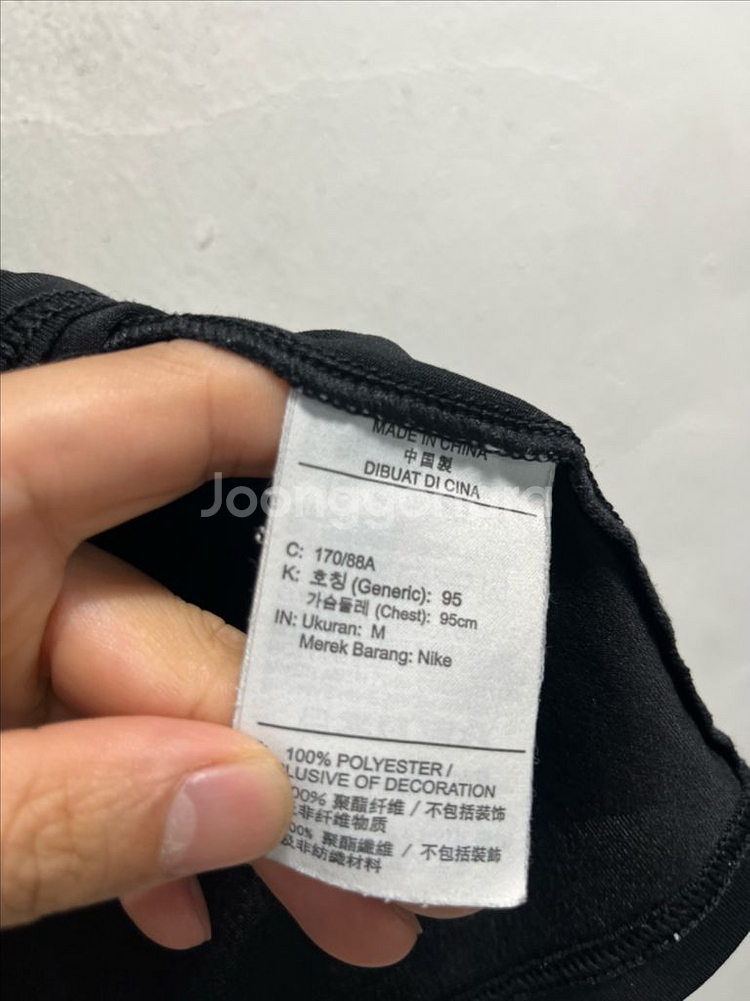 MADE IN CHINA
中国製
DIBUAT DI CINA
C: 170/88A
K: 호칭 (Generic): 95
가슴둘레 (Chest): 95cm
IN: Ukuran: M
Merek Barang: Nike
100% POLYESTER /
LUSIVE OF DECORATION
00% 聚酯纤维 / 不包括装饰
及非纤维物质
00% 聚酯纖維 / 不包括裝飾
及非紡織材料